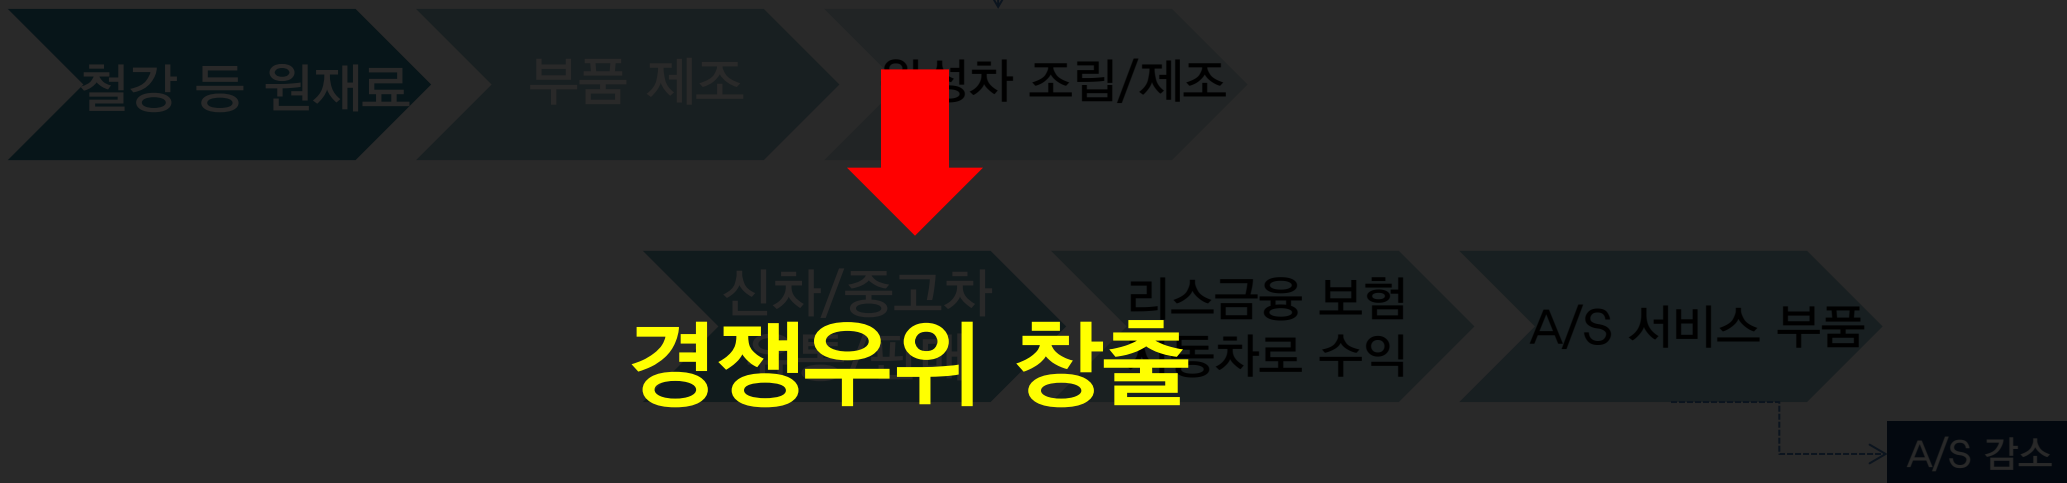 철강 등 원재료
부품 제조
완성차 조립/제조
신차/중고차
리스금융 보험
자동차로 수익
A/S 서비스 부품
경쟁우위 창출
A/S 감소